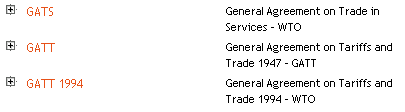 GATS General Agreement on Trade in
Services - WTO
GATT General Agreement on Tariffs and
Trade 1947 - GATT
GATT 1994 General Agreement on Tariffs and
Trade 1994 - WTO